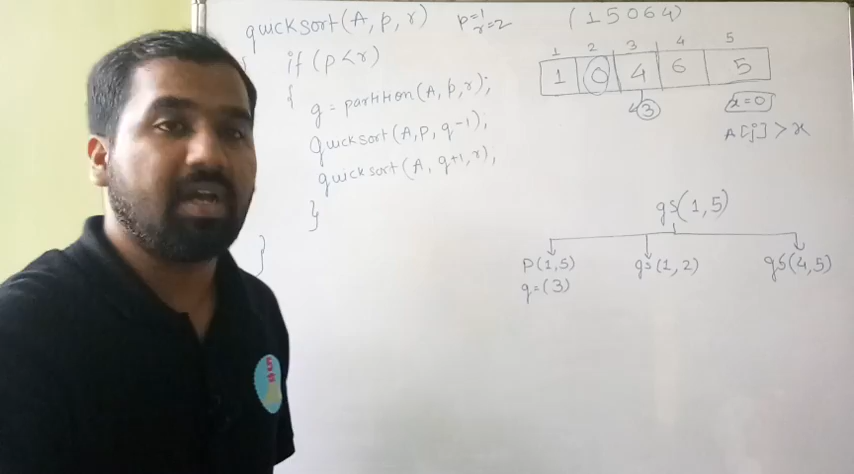 quicksort(A, p, r) p=1 r=2 (1 5 0 6 4)
{ if (p<r)
{
q = partition(A, p, r);
quicksort(A, p, q-1);
quicksort(A, q+1, r);
}
}
1 2 3 4 5
1 0 4 6 5
3
x=0
A[j] > x
qs(1,5)
P(1,5) qs(1,2) qs(4,5)
q=(3)